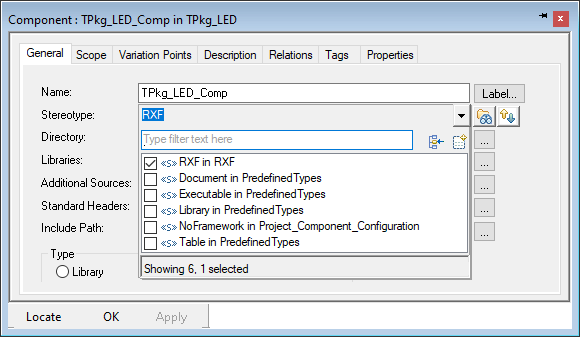 Component : TPkg_LED_Comp in TPkg_LED
General Scope Variation Points Description Relations Tags Properties
Name: TPkg_LED_Comp Label...
Stereotype: RXF
Directory: Type filter text here ...
Libraries: RXF in RXF ...
Document in PredefinedTypes
Additional Sources: Executable in PredefinedTypes ...
Standard Headers: Library in PredefinedTypes ...
Include Path: NoFramework in Project_Component_Configuration ...
Table in PredefinedTypes
Type
Library Showing 6, 1 selected
Locate OK Apply